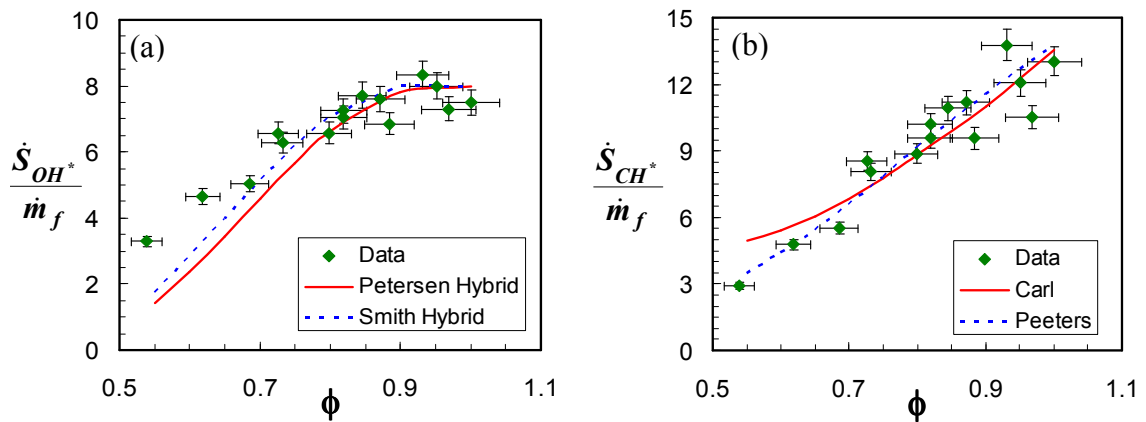 (a)
10
8
6
4
2
0
0.5 0.7 0.9 1.1
ϕ
Ṡ_OH*
ṁ_f
Data
Petersen Hybrid
Smith Hybrid
(b)
15
12
9
6
3
0
0.5 0.7 0.9 1.1
ϕ
Ṡ_CH*
ṁ_f
Data
Carl
Peeters